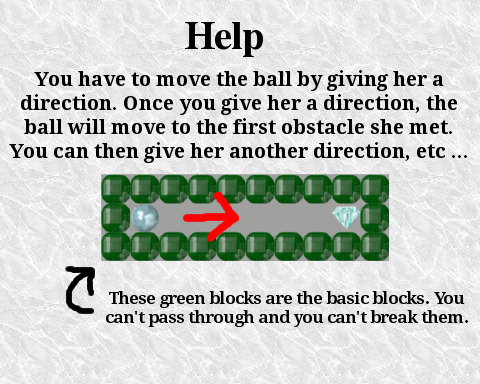 Help
You have to move the ball by giving her a
direction. Once you give her a direction, the
ball will move to the first obstacle she met.
You can then give her another direction, etc ...
These green blocks are the basic blocks. You
can't pass through and you can't break them.